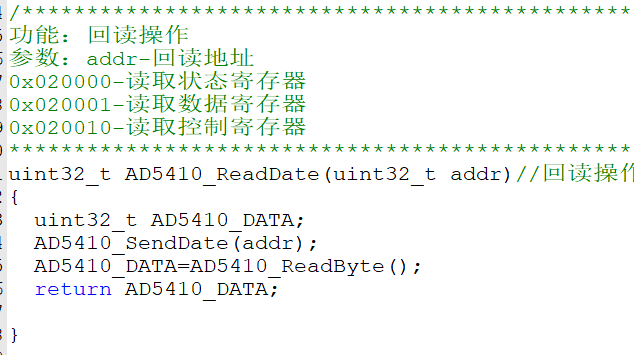 /***********************************************
功能：回读操作
参数：addr-回读地址
0x020000-读取状态寄存器
0x020001-读取数据寄存器
0x020010-读取控制寄存器
************************************************
uint32_t AD5410_ReadDate(uint32_t addr)//回读操作
{
  uint32_t AD5410_DATA;
  AD5410_SendDate(addr);
  AD5410_DATA=AD5410_ReadByte();
  return AD5410_DATA;
}